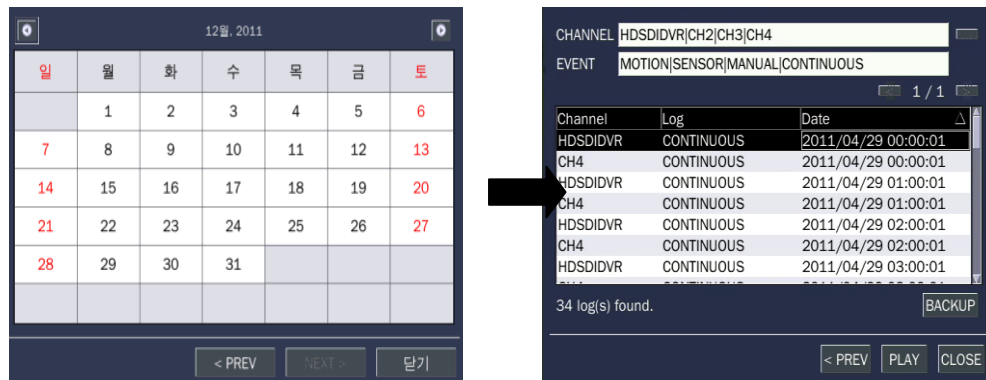 12월, 2011
일 월 화 수 목 금 토
1 2 3 4 5 6
7 8 9 10 11 12 13
14 15 16 17 18 19 20
21 22 23 24 25 26 27
28 29 30 31
< PREV NEXT > 닫기
CHANNEL HDSDIDVR|CH2|CH3|CH4
EVENT MOTION|SENSOR|MANUAL|CONTINUOUS
1 / 1
Channel Log Date
HDSDIDVR CONTINUOUS 2011/04/29 00:00:01
CH4 CONTINUOUS 2011/04/29 00:00:01
HDSDIDVR CONTINUOUS 2011/04/29 01:00:01
CH4 CONTINUOUS 2011/04/29 01:00:01
HDSDIDVR CONTINUOUS 2011/04/29 02:00:01
CH4 CONTINUOUS 2011/04/29 02:00:01
HDSDIDVR CONTINUOUS 2011/04/29 03:00:01
34 log(s) found. BACKUP
< PREV PLAY CLOSE